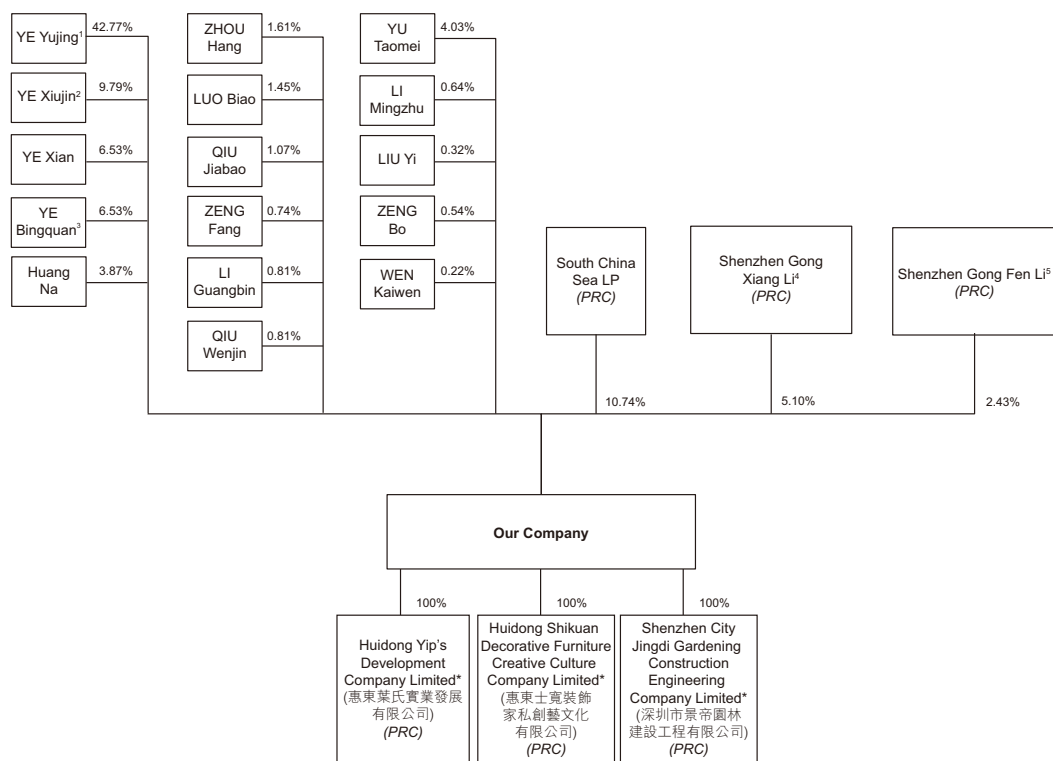 YE Yujing1
42.77%
YE Xiujin2
9.79%
YE Xian
6.53%
YE
Bingquan3
6.53%
Huang
Na
3.87%
ZHOU
Hang
1.61%
LUO Biao
1.45%
QIU
Jiabao
1.07%
ZENG
Fang
0.74%
LI
Guangbin
0.81%
QIU
Wenjin
0.81%
YU
Taomei
4.03%
LI
Mingzhu
0.64%
LIU Yi
0.32%
ZENG
Bo
0.54%
WEN
Kaiwen
0.22%
South China
Sea LP
(PRC)
10.74%
Shenzhen Gong
Xiang Li4
(PRC)
5.10%
Shenzhen Gong Fen Li5
(PRC)
2.43%
Our Company
100%
Huidong Yip's
Development
Company Limited*
(惠東葉氏實業發展
有限公司)
(PRC)
100%
Huidong Shikuan
Decorative Furniture
Creative Culture
Company Limited*
(惠東士寬裝飾
家私創藝文化
有限公司)
(PRC)
100%
Shenzhen City
Jingdi Gardening
Construction
Engineering
Company Limited*
(深圳市景帝園林
建設工程有限公司)
(PRC)